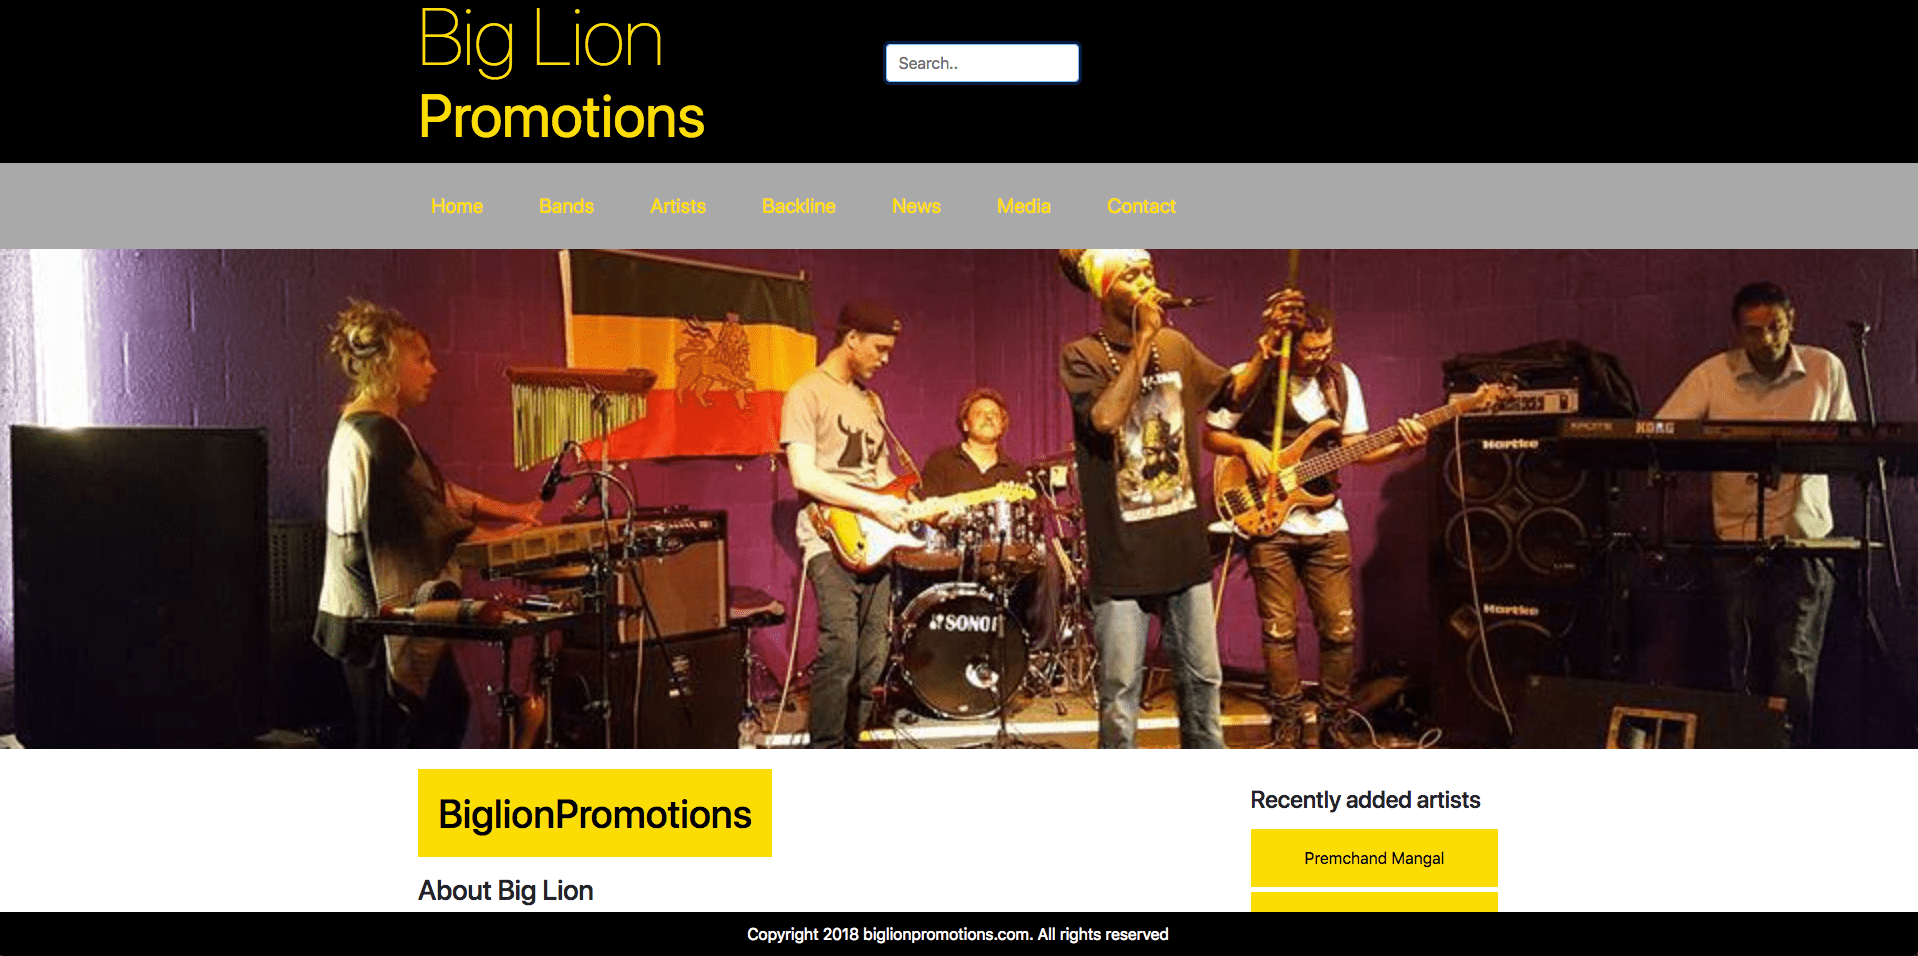 Big Lion
Promotions
Search..
Home Bands Artists Backline News Media Contact
KORG
Hartke
Hartke
BiglionPromotions
Recently added artists
Premchand Mangal
About Big Lion
Copyright 2018 biglionpromotions.com. All rights reserved